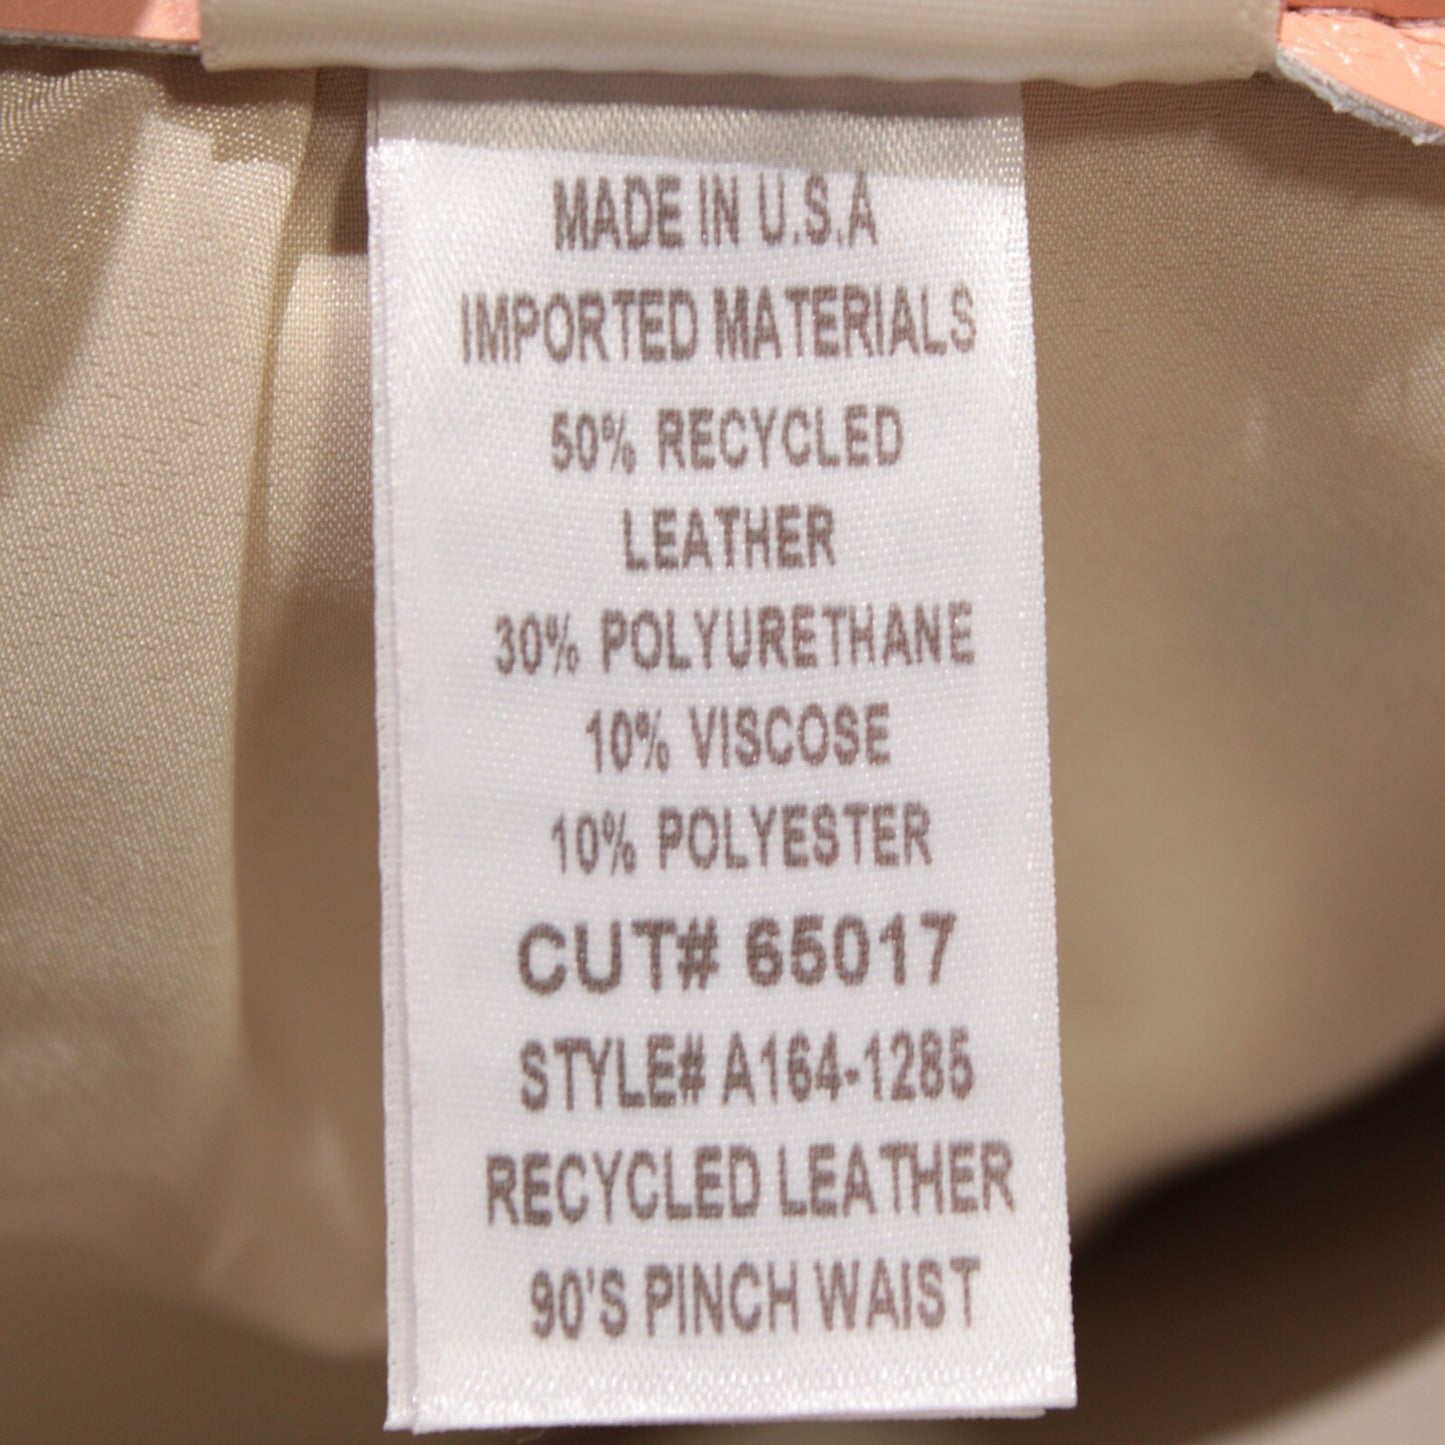 MADE IN U.S.A
IMPORTED MATERIALS
50% RECYCLED
LEATHER
30% POLYURETHANE
10% VISCOSE
10% POLYESTER
CUT# 65017
STYLE# A164-1285
RECYCLED LEATHER
90'S PINCH WAIST